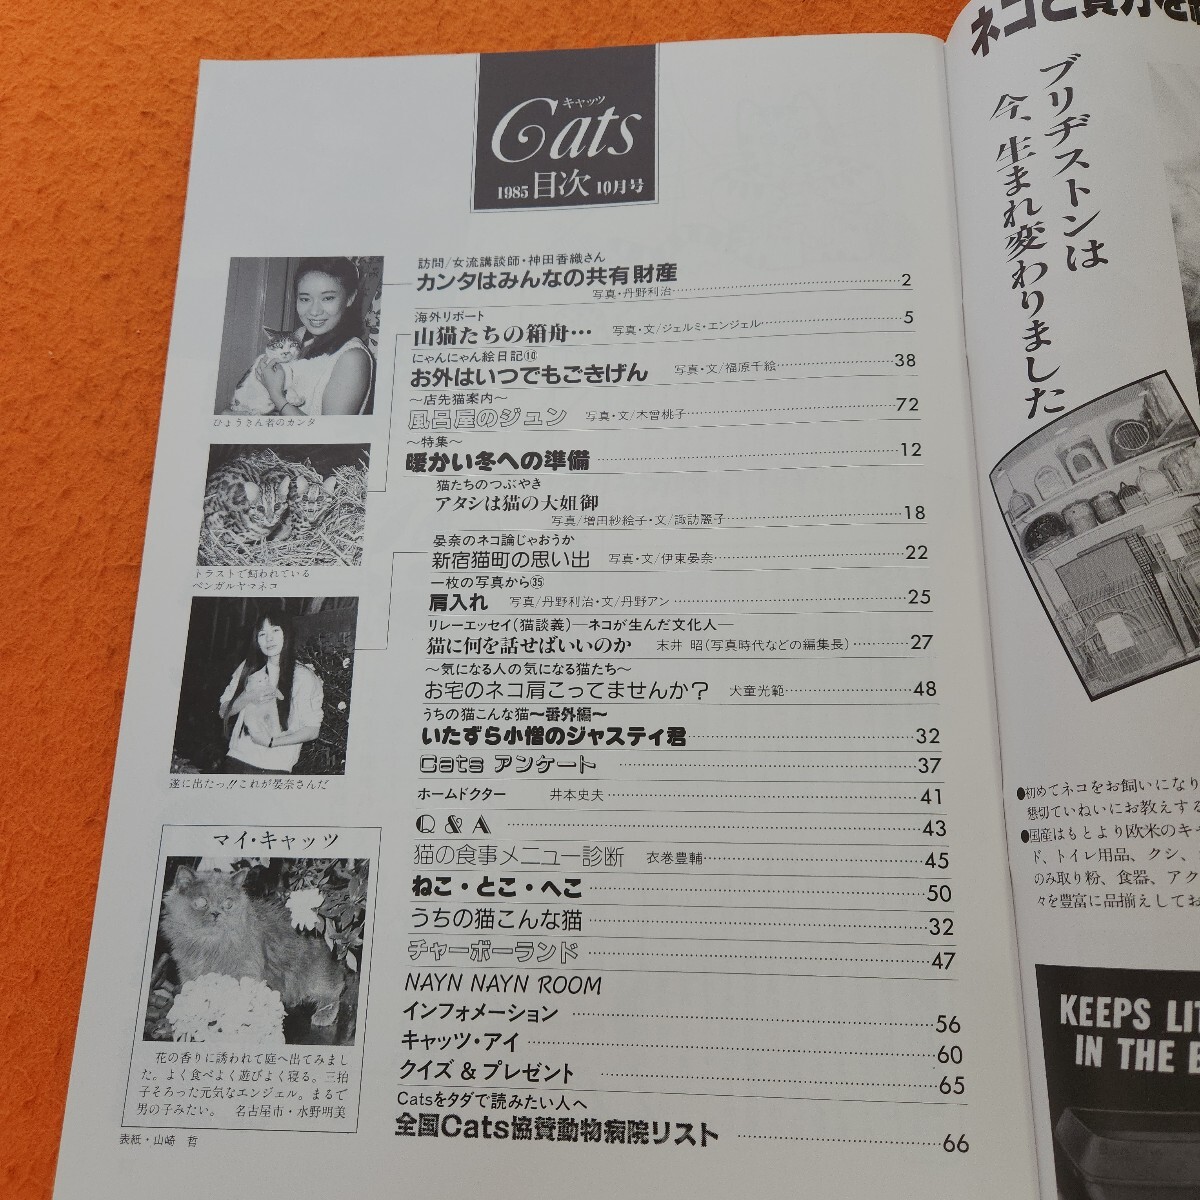 キャッツ
Cats
1985 目次 10月号
訪問/女流講談師・神田香織さん
カンタはみんなの共有財産
写真・丹野利治 2
海外リポート
山猫たちの箱舟… 写真・文/ジェルミ・エンジェル 5
にゃんにゃん絵日記⑩
お外はいつでもごきげん 写真・文/福原千絵 38
〜店先猫案内〜
風呂屋のジュン 写真・文/木曾桃子 72
〜特集〜
暖かい冬への準備 12
猫たちのつぶやき
アタシは猫の大姐御
写真/増田紗絵子・文/諏訪麗子 18
晏奈のネコ論じゃおうか
新宿猫町の思い出 写真・文/伊東晏奈 22
一枚の写真から㉟
肩入れ 写真/丹野利治・文/丹野アン 25
リレーエッセイ(猫談義)―ネコが生んだ文化人―
猫に何を話せばいいのか 末井 昭(写真時代などの編集長) 27
〜気になる人の気になる猫たち〜
お宅のネコ肩こってませんか? 犬童光範 48
うちの猫こんな猫〜番外編〜
いたずら小僧のジャスティ君 32
Cats アンケート 37
ホームドクター 井本史夫 41
Q & A 43
猫の食事メニュー診断 衣巻豊輔 45
ねこ・とこ・へこ 50
うちの猫こんな猫 32
チャーボーランド 47
NAYN NAYN ROOM
インフォメーション 56
キャッツ・アイ 60
クイズ & プレゼント 65
Catsをタダで読みたい人へ
全国Cats協賛動物病院リスト 66
ひょうきん者のカンタ
トラストで飼われている
ベンガルヤマネコ
遂に出たっ!!これが晏奈さんだ
マイ・キャッツ
花の香りに誘われて庭へ出てみまし
た。よく食べよく遊びよく寝る。三拍
子そろった元気なエンジェル。まるで
男の子みたい。 名古屋市・水野明美
表紙・山崎 哲
ネコと貴方を
ブリヂストンは
今、生まれ変わりました
●初めてネコをお飼いになり
懇切ていねいにお教えする
●国産はもとより欧米のキャ
ド、トイレ用品、クシ、
のみ取り粉、食器、アク
々を豊富に品揃えしてお
KEEPS LIT
IN THE B